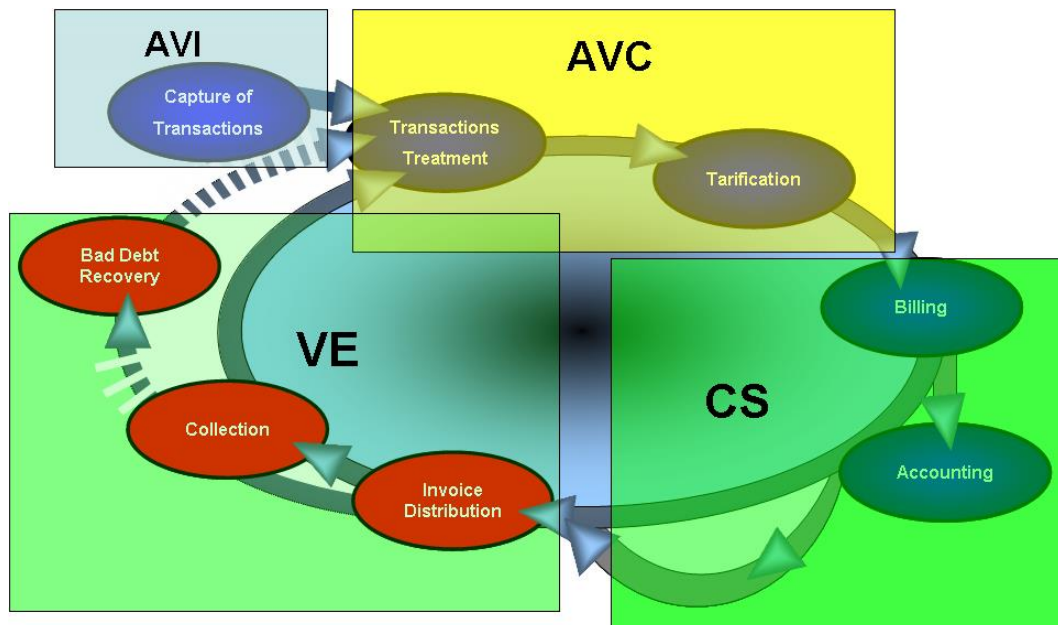 AVI
AVC
Capture of
Transactions
Transactions
Treatment
Tarification
Bad Debt
Recovery
Billing
VE
CS
Collection
Accounting
Invoice
Distribution